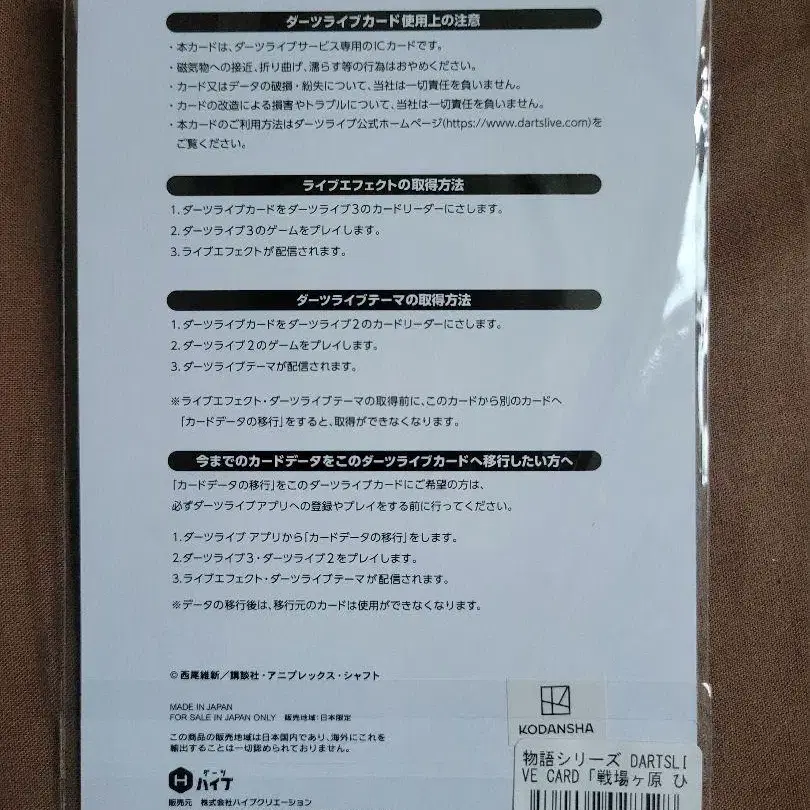 ダーツライブカード使用上の注意
・本カードは、ダーツライブサービス専用のICカードです。
・磁気物への接近、折り曲げ、濡らす等の行為はおやめください。
・カード又はデータの破損・紛失について、当社は一切責任を負いません。
・カードの改造による損害やトラブルについて、当社は一切責任を負いません。
・本カードのご利用方法はダーツライブ公式ホームページ(https://www.dartslive.com)を
ご覧ください。
ライブエフェクトの取得方法
1.ダーツライブカードをダーツライブ3のカードリーダーにさします。
2.ダーツライブ3のゲームをプレイします。
3.ライブエフェクトが配信されます。
ダーツライブテーマの取得方法
1.ダーツライブカードをダーツライブ2のカードリーダーにさします。
2.ダーツライブ2のゲームをプレイします。
3.ダーツライブテーマが配信されます。
※ライブエフェクト・ダーツライブテーマの取得前に、このカードから別のカードへ
「カードデータの移行」をすると、取得ができなくなります。
今までのカードデータをこのダーツライブカードへ移行したい方へ
「カードデータの移行」をこのダーツライブカードにご希望の方は、
必ずダーツライブアプリへの登録やプレイをする前に行ってください。
1.ダーツライブ アプリから「カードデータの移行」をします。
2.ダーツライブ3・ダーツライブ2をプレイします。
3.ライブエフェクト・ダーツライブテーマが配信されます。
※データの移行後は、移行元のカードは使用ができなくなります。
©西尾維新／講談社・アニプレックス・シャフト
MADE IN JAPAN
FOR SALE IN JAPAN ONLY 販売地域：日本限定
この商品の販売地域は日本国内であり、海外にこれを
輸出することは一切認められておりません。
ダーツ
ハイブ
販売元 株式会社ハイブクリエーション
KODANSHA
物語シリーズ DARTSLI
VE CARD「戦場ヶ原 ひ